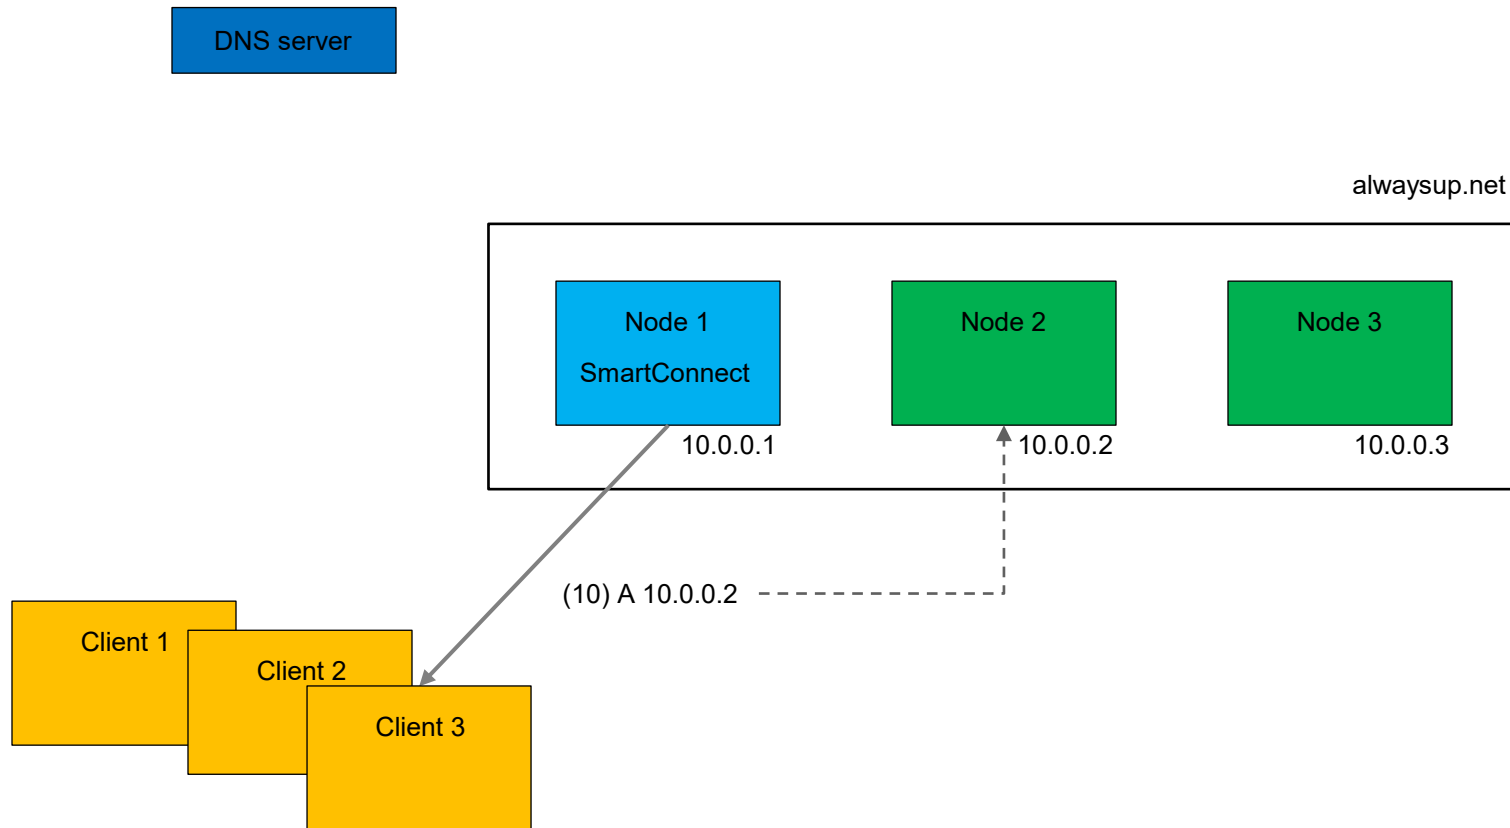 DNS server
alwaysup.net
Node 1
SmartConnect
Node 2
Node 3
10.0.0.1
10.0.0.2
10.0.0.3
(10) A 10.0.0.2
Client 1
Client 2
Client 3